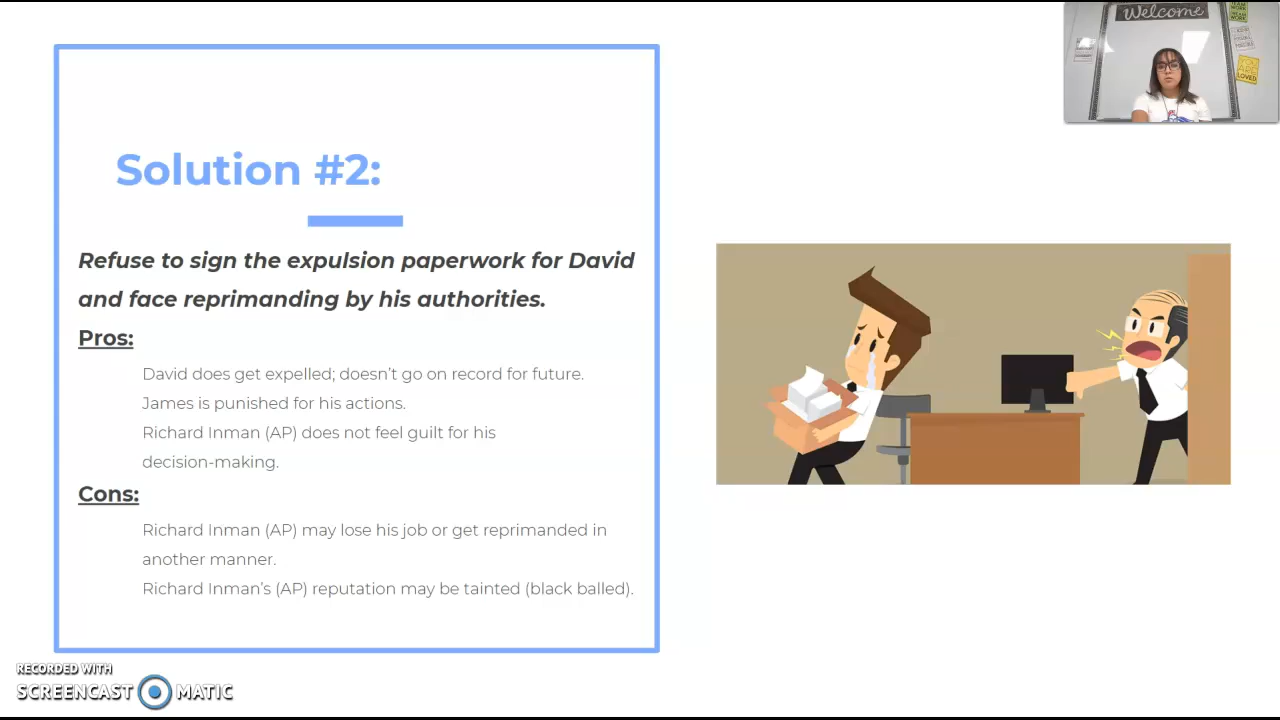 Welcome
YOU ARE
LOVED
Solution #2:
Refuse to sign the expulsion paperwork for David
and face reprimanding by his authorities.
Pros:
David does get expelled; doesn't go on record for future.
James is punished for his actions.
Richard Inman (AP) does not feel guilt for his
decision-making.
Cons:
Richard Inman (AP) may lose his job or get reprimanded in
another manner.
Richard Inman's (AP) reputation may be tainted (black balled).
RECORDED WITH
SCREENCAST MATIC